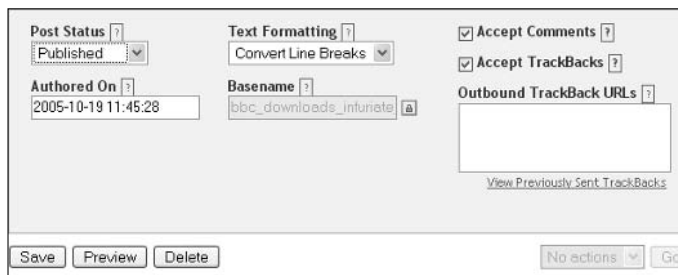 Post Status ?
Published
Authored On ?
2005-10-19 11:45:28
Text Formatting ?
Convert Line Breaks
Basename ?
bbc_downloads_infuriate
Accept Comments ?
Accept TrackBacks ?
Outbound TrackBack URLs ?
View Previously Sent TrackBacks
Save Preview Delete
No actions Go